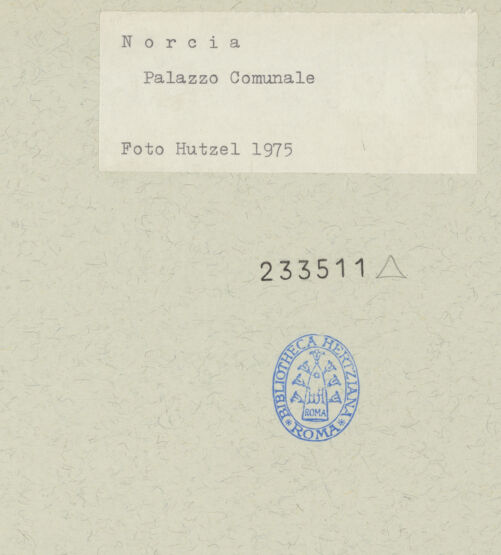 N o r c i a
Palazzo Comunale
Foto Hutzel 1975
233511
BIBLIOTHECA HERTZIANA
ROMA
ROMA